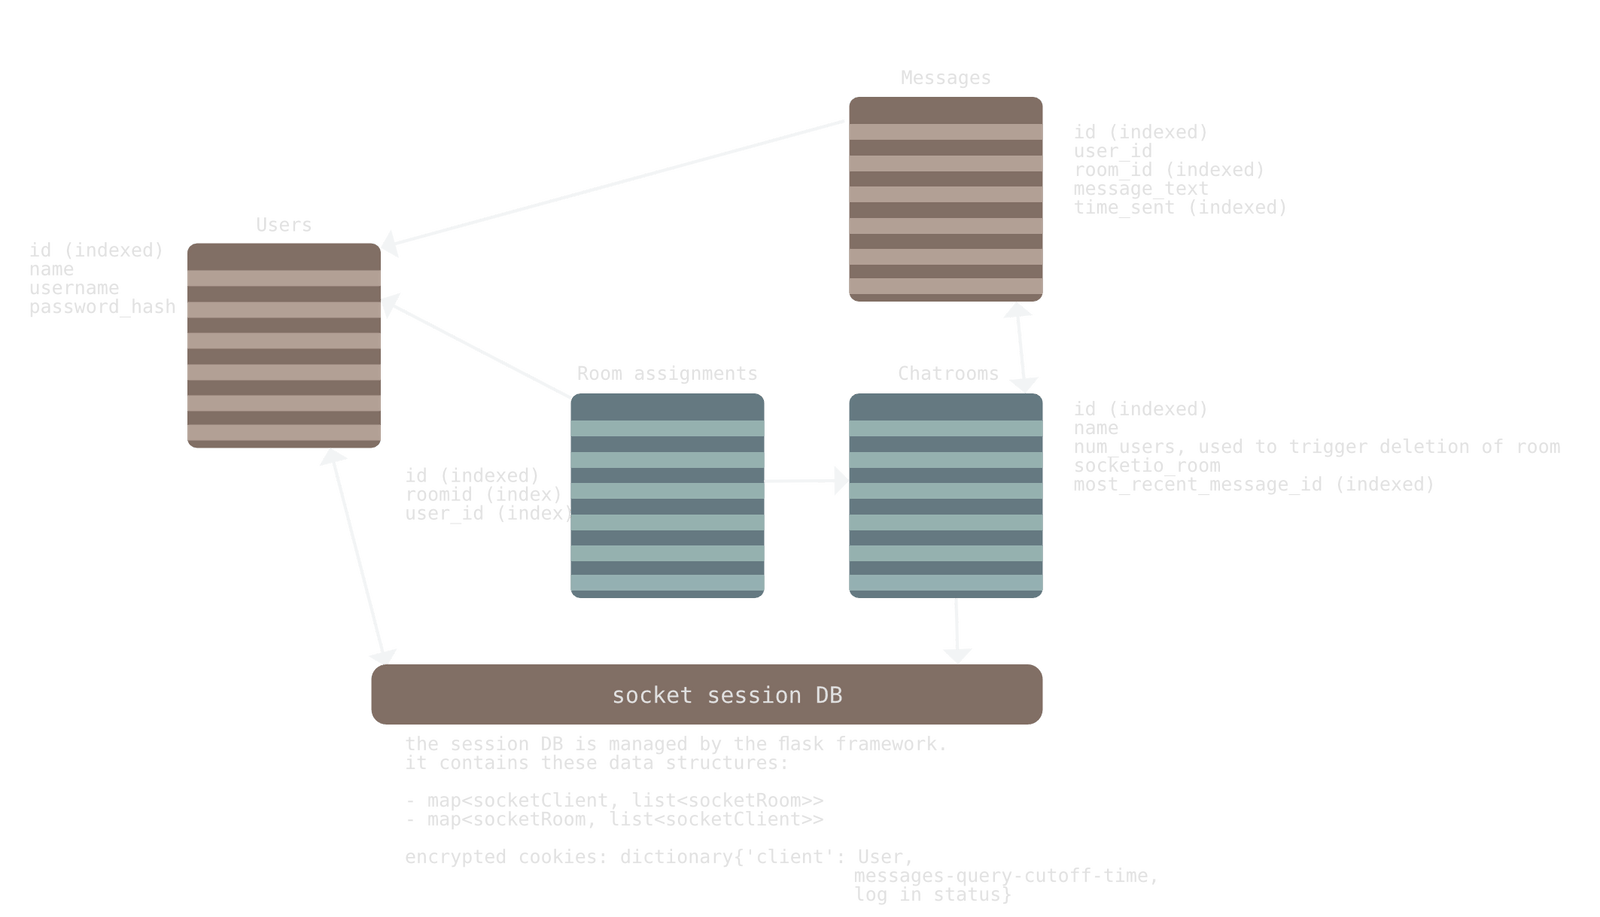 Messages
id (indexed)
user_id
room_id (indexed)
message_text
time_sent (indexed)
Users
id (indexed)
name
username
password_hash
Room assignments
id (indexed)
roomid (index)
user_id (index)
Chatrooms
id (indexed)
name
num_users, used to trigger deletion of room
socketio_room
most_recent_message_id (indexed)
socket session DB
the session DB is managed by the flask framework.
it contains these data structures:
- map<socketClient, list<socketRoom>>
- map<socketRoom, list<socketClient>>
encrypted cookies: dictionary{'client': User,
messages-query-cutoff-time,
log in status}